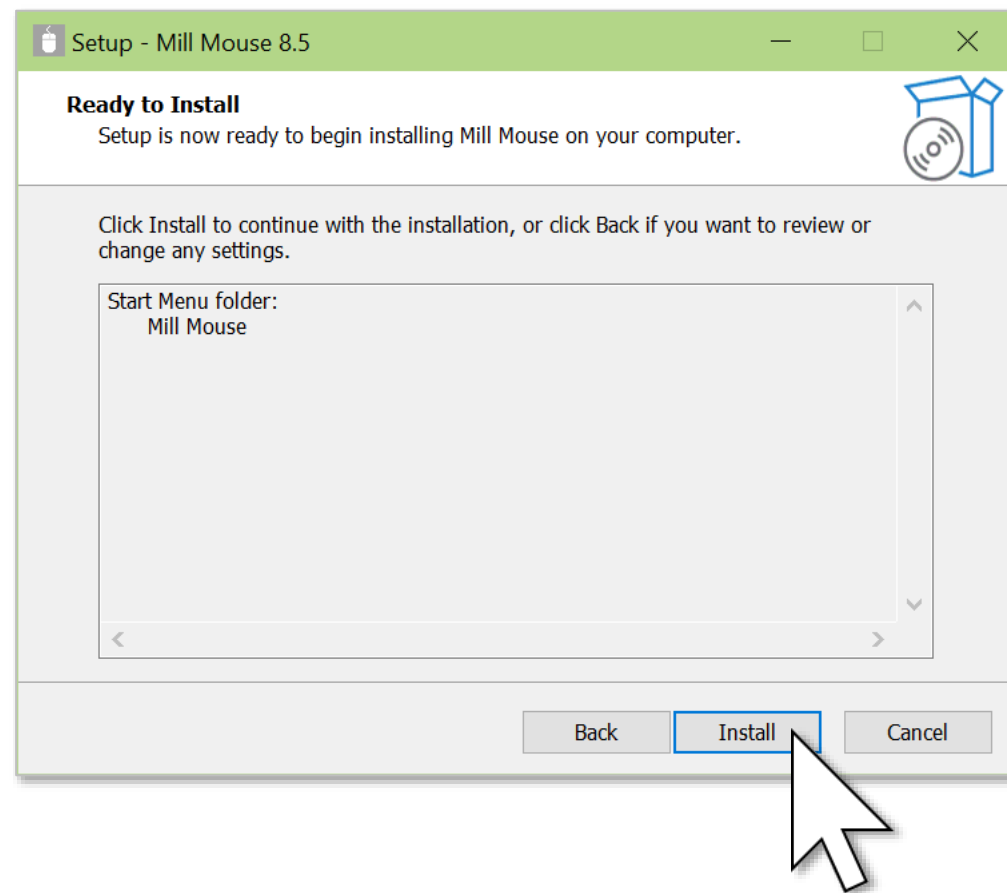 Setup - Mill Mouse 8.5
Ready to Install
Setup is now ready to begin installing Mill Mouse on your computer.
Click Install to continue with the installation, or click Back if you want to review or
change any settings.
Start Menu folder:
Mill Mouse
Back Install Cancel